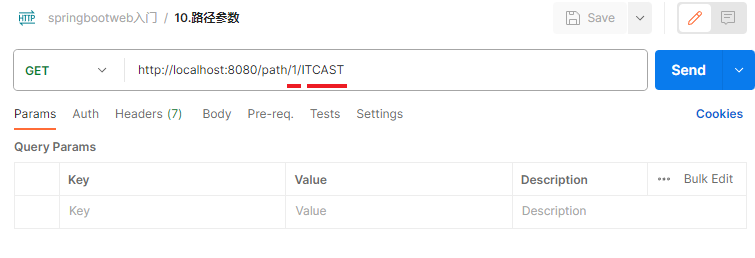 HTTP springbootweb入门 / 10.路径参数 Save
GET http://localhost:8080/path/1/ITCAST Send
Params Auth Headers (7) Body Pre-req. Tests Settings Cookies
Query Params
Key Value Description ••• Bulk Edit
Key Value Description